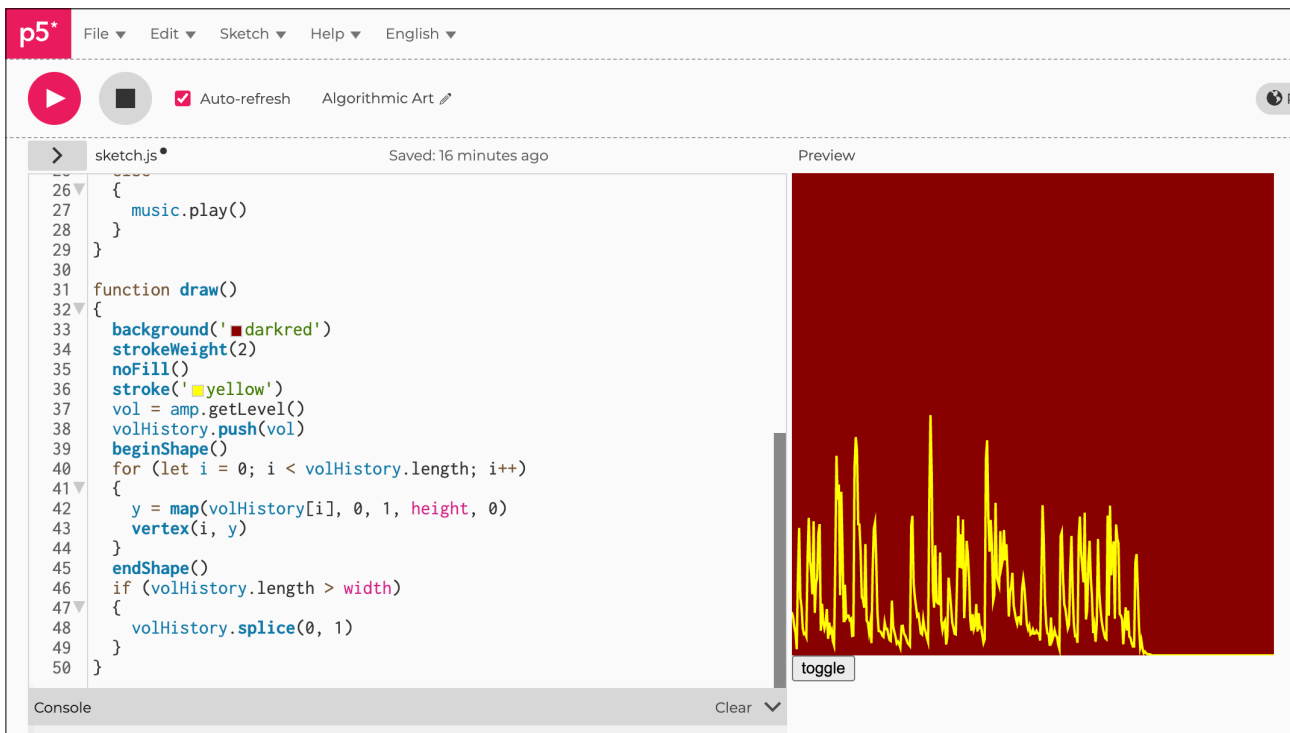 p5* File Edit Sketch Help English
Auto-refresh Algorithmic Art
sketch.js Saved: 16 minutes ago Preview
26 {
27 music.play()
28 }
29 }
30
31 function draw()
32 {
33 background('darkred')
34 strokeWeight(2)
35 noFill()
36 stroke('yellow')
37 vol = amp.getLevel()
38 volHistory.push(vol)
39 beginShape()
40 for (let i = 0; i < volHistory.length; i++)
41 {
42 y = map(volHistory[i], 0, 1, height, 0)
43 vertex(i, y)
44 }
45 endShape()
46 if (volHistory.length > width)
47 {
48 volHistory.splice(0, 1)
49 }
50 }
toggle
Console Clear